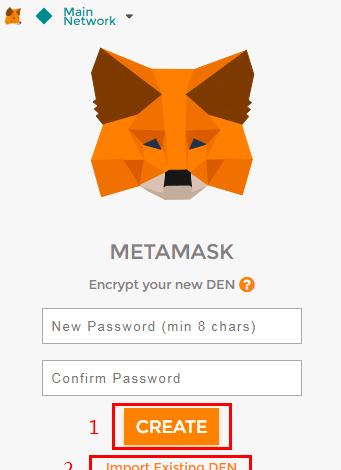 Main
Network
METAMASK
Encrypt your new DEN ?
New Password (min 8 chars)
Confirm Password
1 CREATE
2 Import Existing DEN